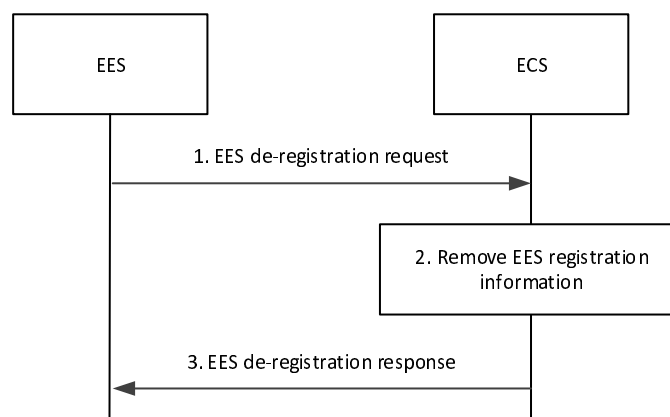 EES
ECS
1. EES de-registration request
2. Remove EES registration
information
3. EES de-registration response